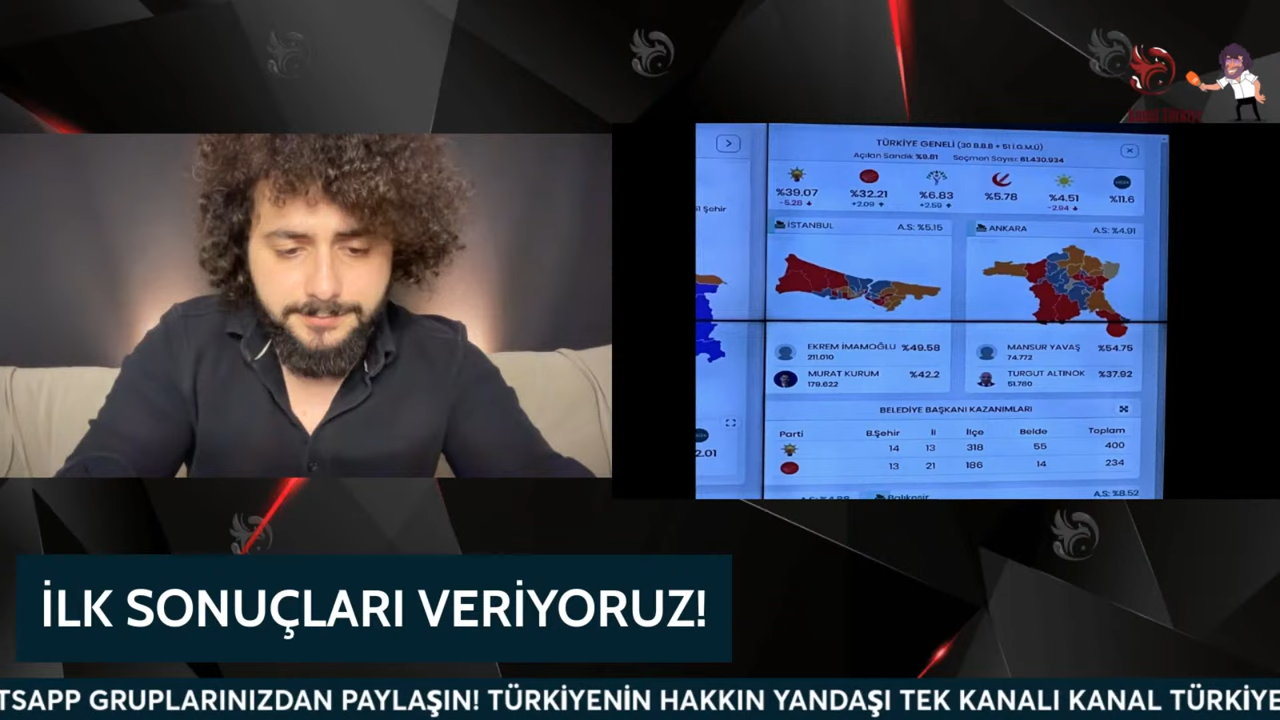 TÜRKİYE GENELİ (30 B.B.B + 51 İ.G.M.Ü)
Açılan Sandık %9.81 Seçmen Sayısı: 61.430.934
%39.07 %32.21 %6.83 %5.78 %4.51 %11.6
-5.28 +2.09 +2.59 -2.94
51 Şehir
İSTANBUL A.S: %5.15
ANKARA A.S: %4.91
EKREM İMAMOĞLU %49.58
211.010
MURAT KURUM %42.2
179.622
MANSUR YAVAŞ %54.75
74.772
TURGUT ALTINOK %37.92
51.780
BELEDİYE BAŞKANI KAZANIMLARI
Parti B.Şehir İl İlçe Belde Toplam
14 13 318 55 400
13 21 186 14 234
2.01
Balıkesir A.S: %8.52
İLK SONUÇLARI VERİYORUZ!
TSAPP GRUPLARINIZDAN PAYLAŞIN! TÜRKİYENİN HAKKIN YANDAŞI TEK KANALI KANAL TÜRKİYE